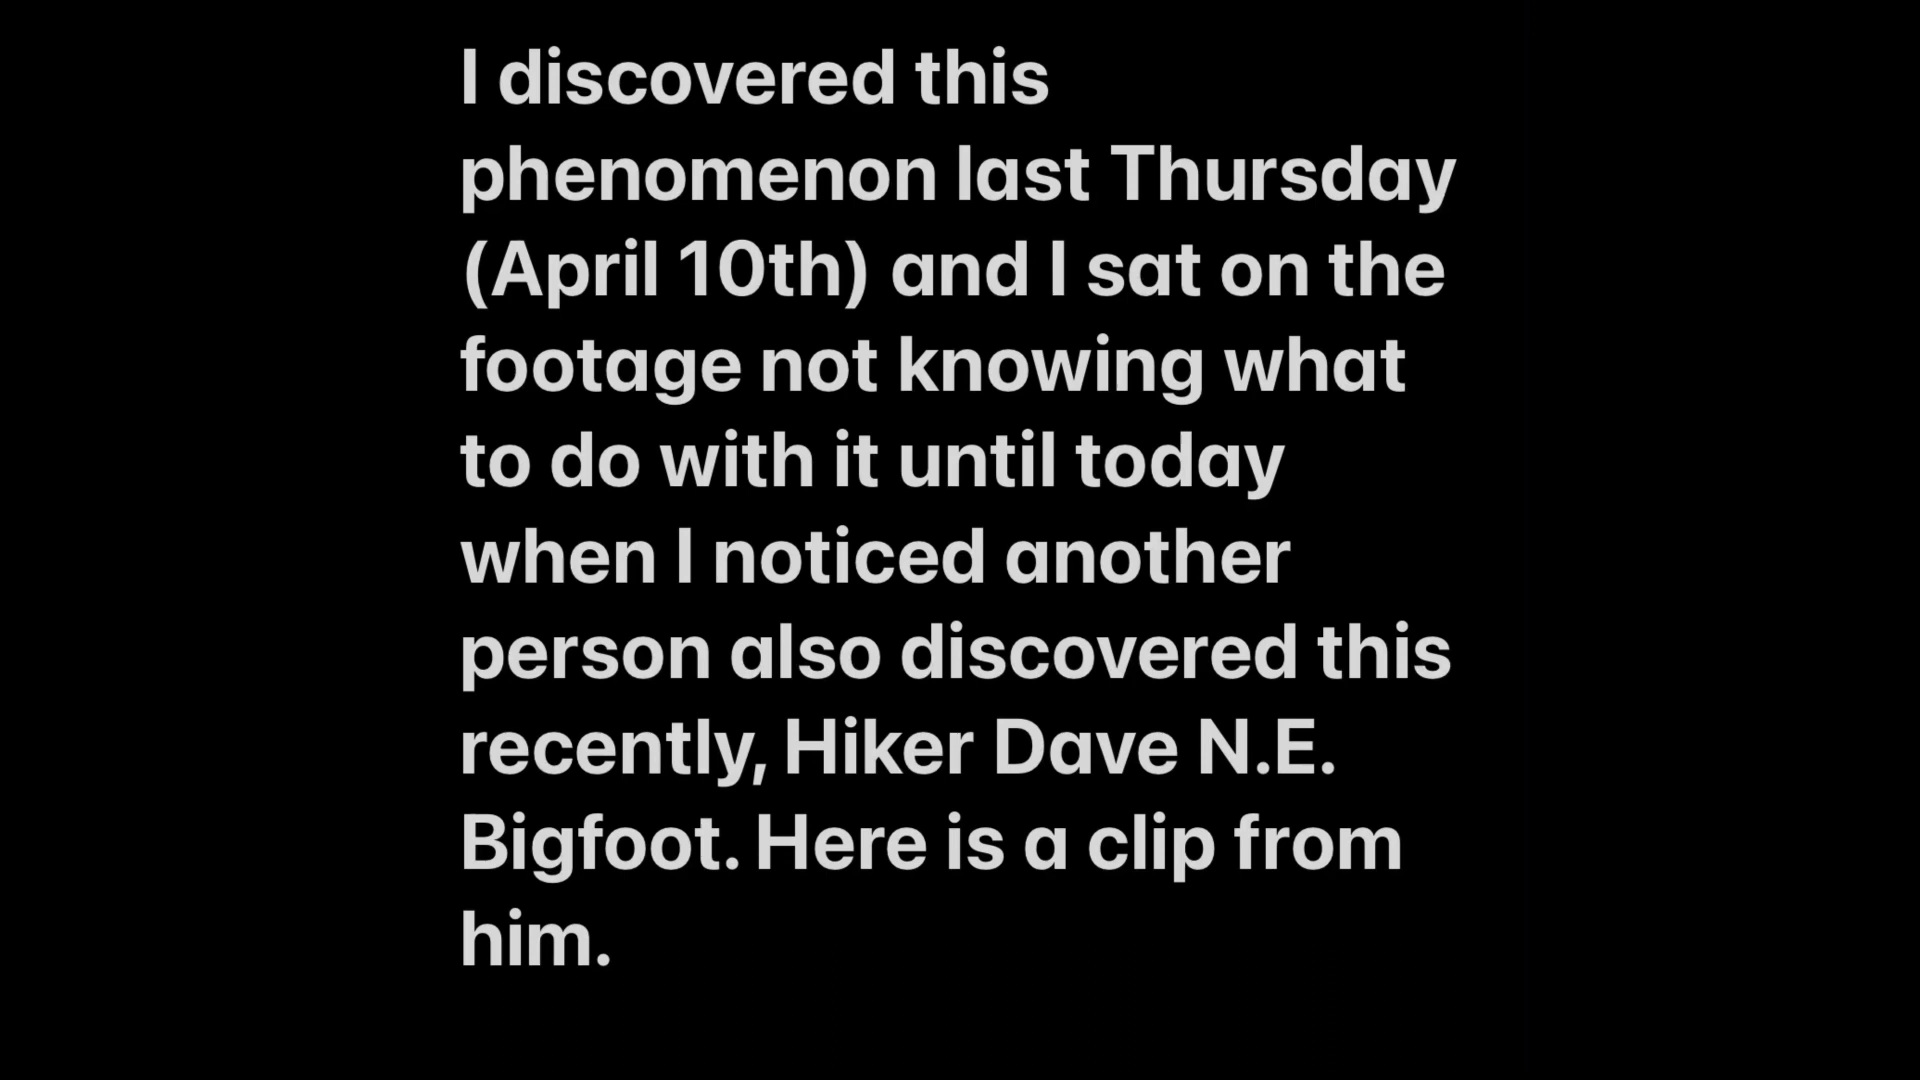 I discovered this
phenomenon last Thursday
(April 10th) and I sat on the
footage not knowing what
to do with it until today
when I noticed another
person also discovered this
recently, Hiker Dave N.E.
Bigfoot. Here is a clip from
him.